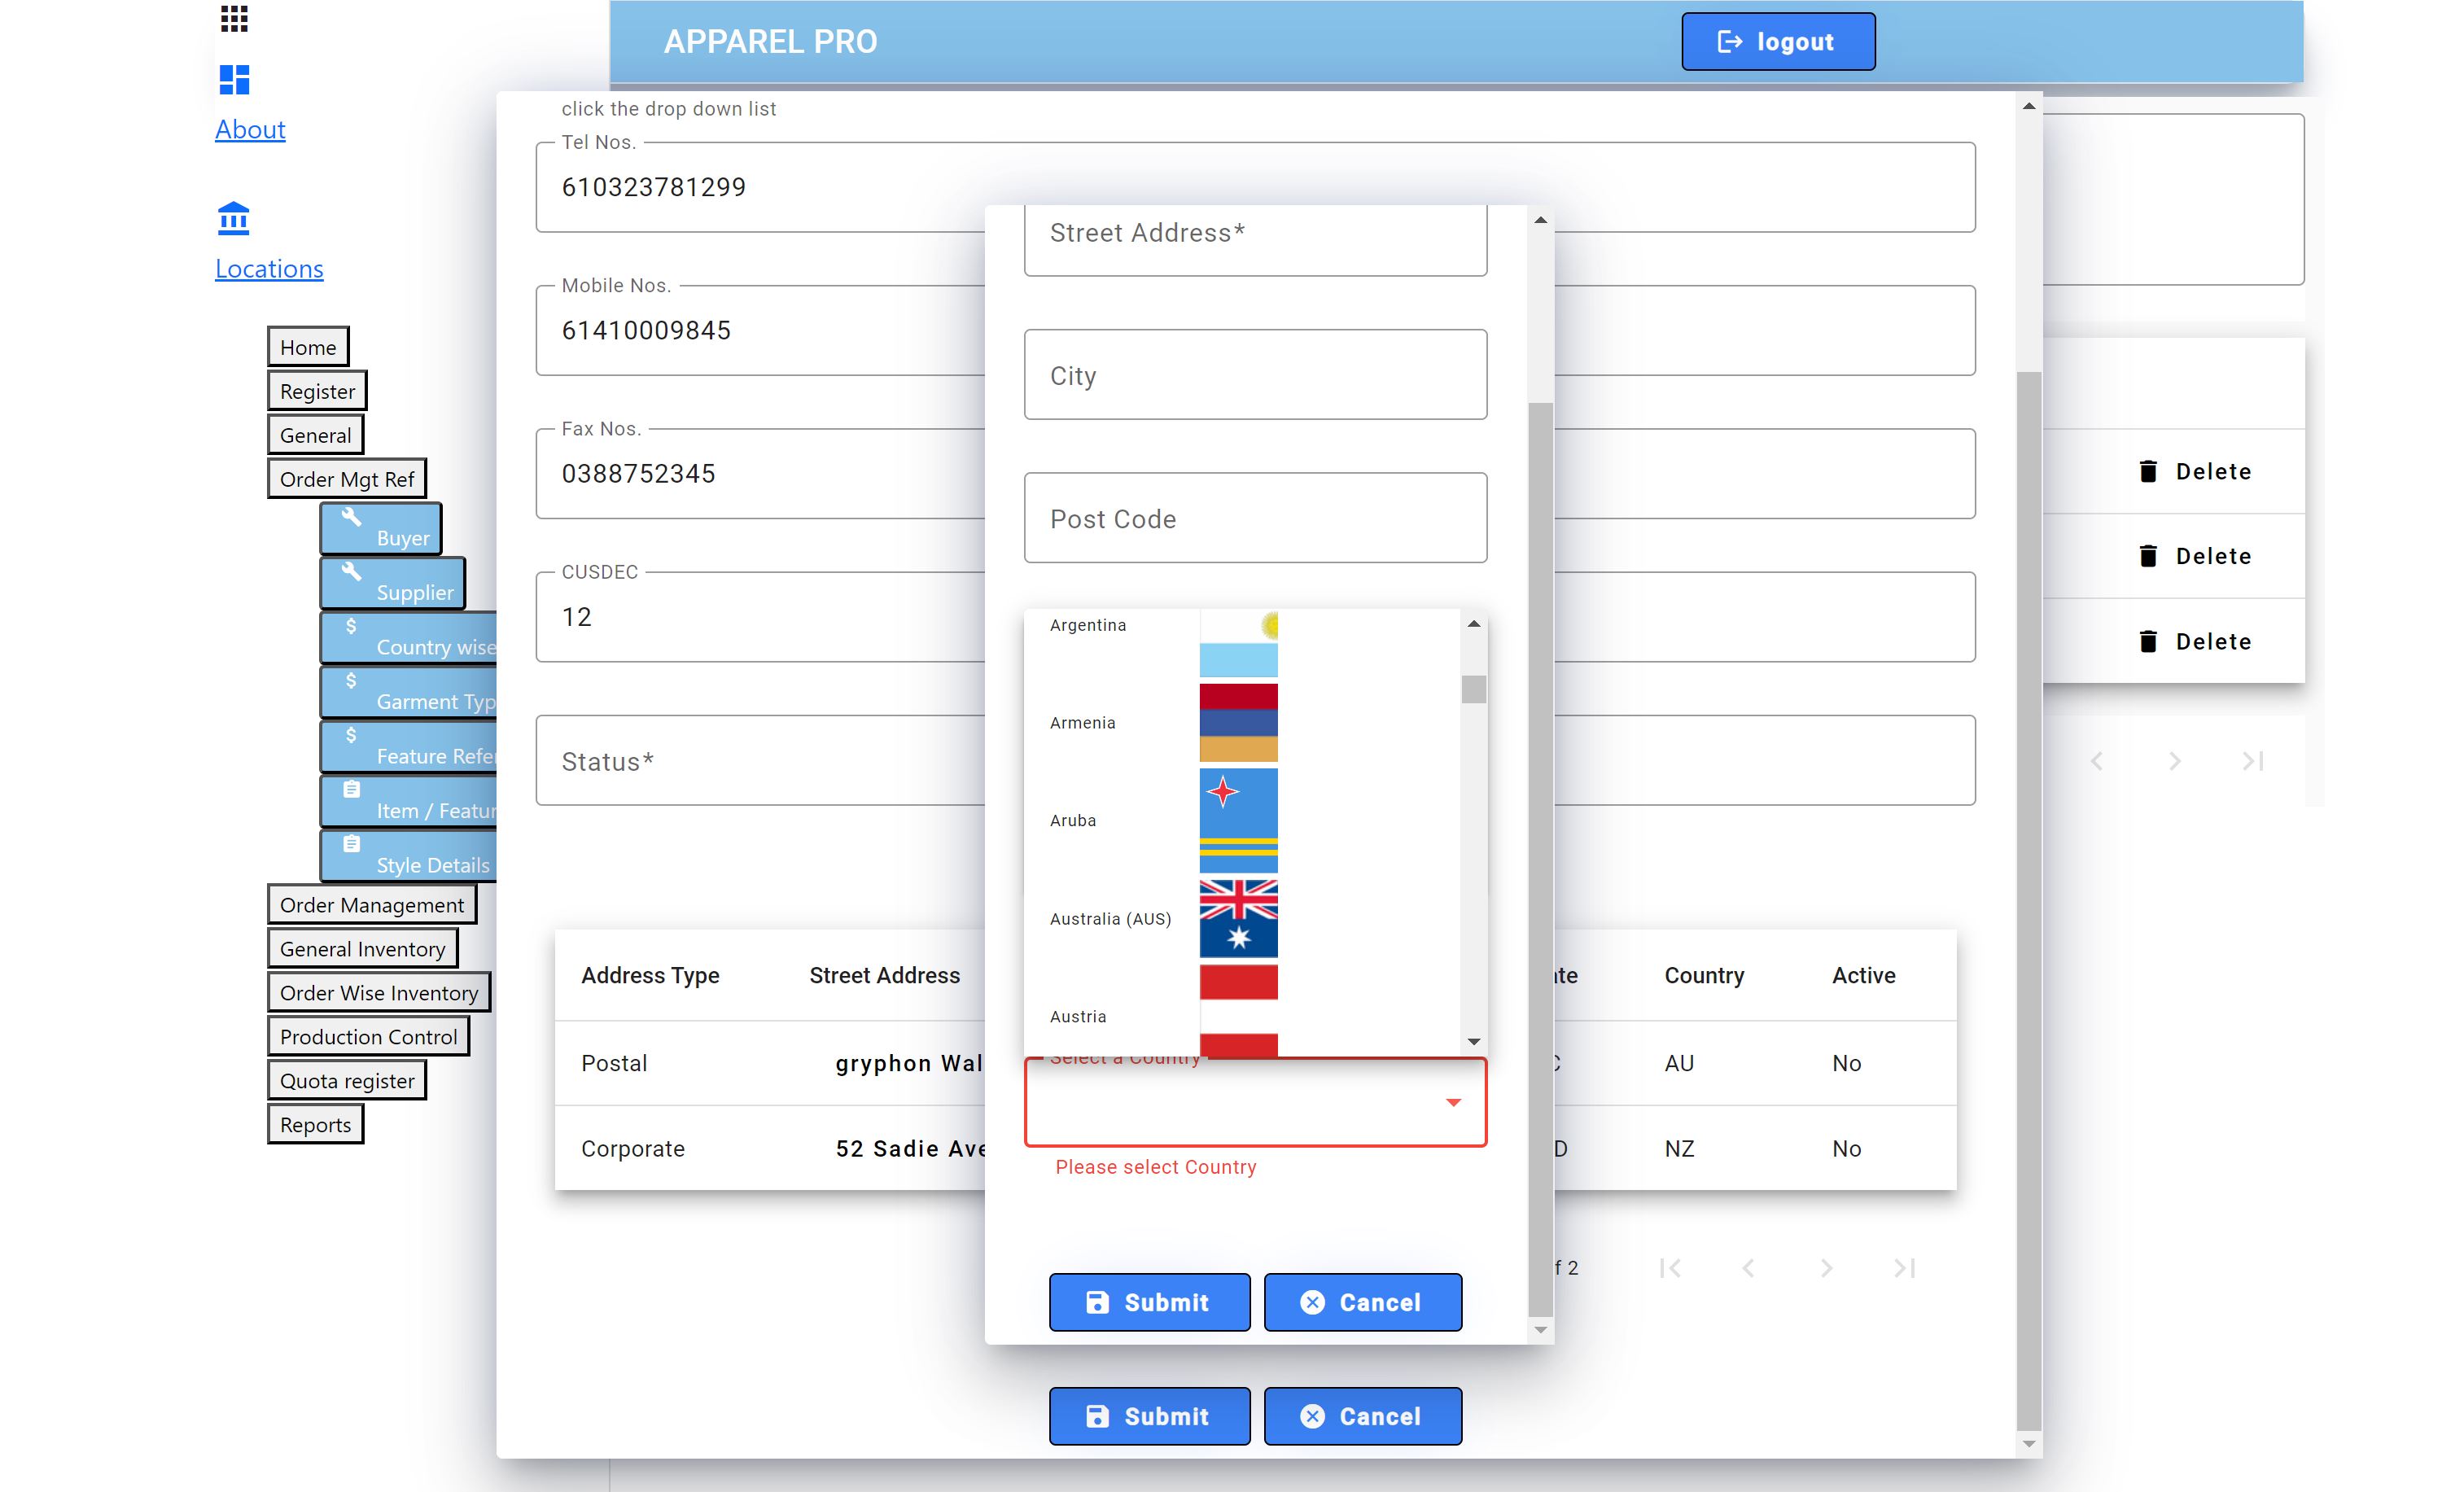 APPAREL PRO
logout
About
Locations
Home
Register
General
Order Mgt Ref
Buyer
Supplier
Country wise
Garment Typ
Feature Refe
Item / Featur
Style Details
Order Management
General Inventory
Order Wise Inventory
Production Control
Quota register
Reports
click the drop down list
Tel Nos.
610323781299
Mobile Nos.
61410009845
Fax Nos.
0388752345
CUSDEC
12
Status*
Address Type Street Address Country Active
Postal gryphon Wal AU No
Corporate 52 Sadie Ave NZ No
f 2
Submit Cancel
Street Address*
City
Post Code
Argentina
Armenia
Aruba
Australia (AUS)
Austria
Select a Country
Please select Country
Submit Cancel
Delete
Delete
Delete